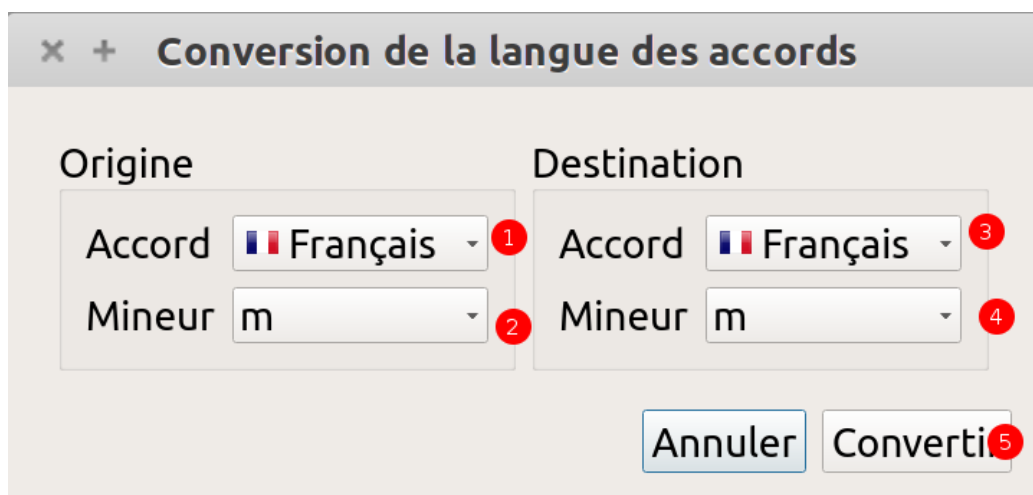 Conversion de la langue des accords
Origine
Accord Français 1
Mineur m 2
Destination
Accord Français 3
Mineur m 4
Annuler Converti 5